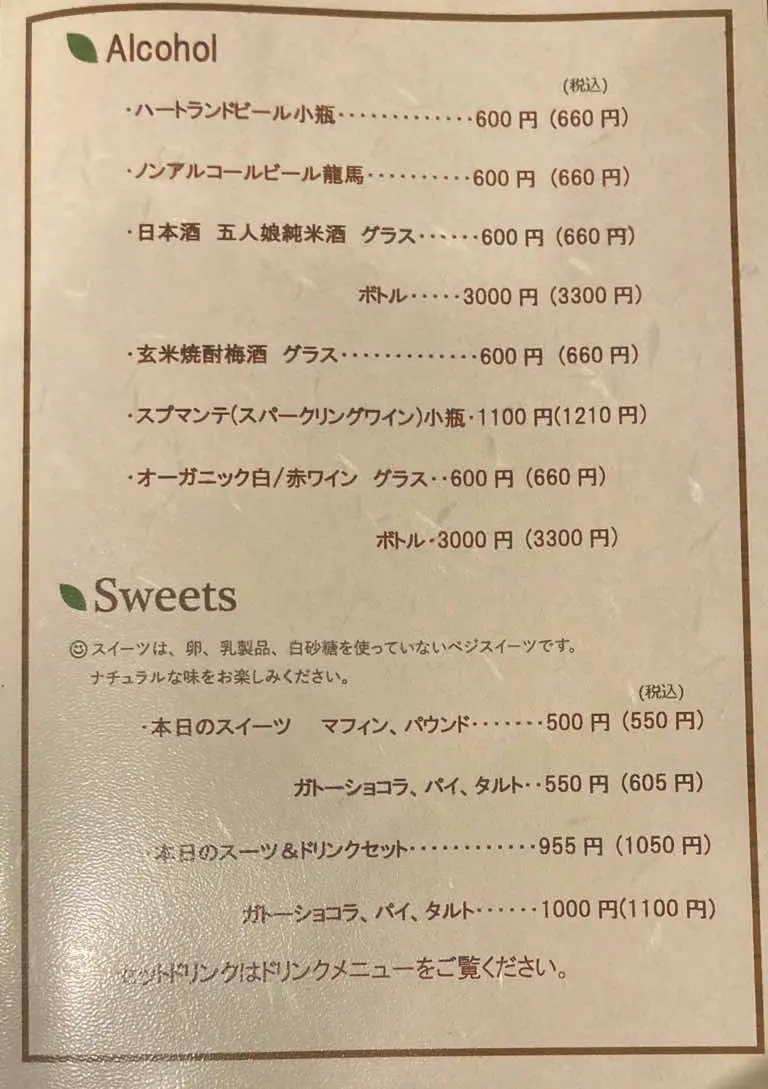 Alcohol
(税込)
・ハートランドビール小瓶・・・・・・・・・・・・・600 円 (660 円)
・ノンアルコールビール龍馬・・・・・・・・・・600 円 (660 円)
・日本酒 五人娘純米酒 グラス・・・・・・600 円 (660 円)
ボトル・・・・・3000 円 (3300 円)
・玄米焼酎梅酒 グラス・・・・・・・・・・・・・600 円 (660 円)
・スプマンテ(スパークリングワイン)小瓶・1100 円(1210 円)
・オーガニック白/赤ワイン グラス・・600 円 (660 円)
ボトル・3000 円 (3300 円)
Sweets
スイーツは、卵、乳製品、白砂糖を使っていないベジスイーツです。
ナチュラルな味をお楽しみください。
(税込)
・本日のスイーツ マフィン、パウンド・・・・・・・500 円 (550 円)
ガトーショコラ、パイ、タルト・・550 円 (605 円)
・本日のスーツ&ドリンクセット・・・・・・・・・・・・955 円 (1050 円)
ガトーショコラ、パイ、タルト・・・・・・1000 円(1100 円)
セットドリンクはドリンクメニューをご覧ください。